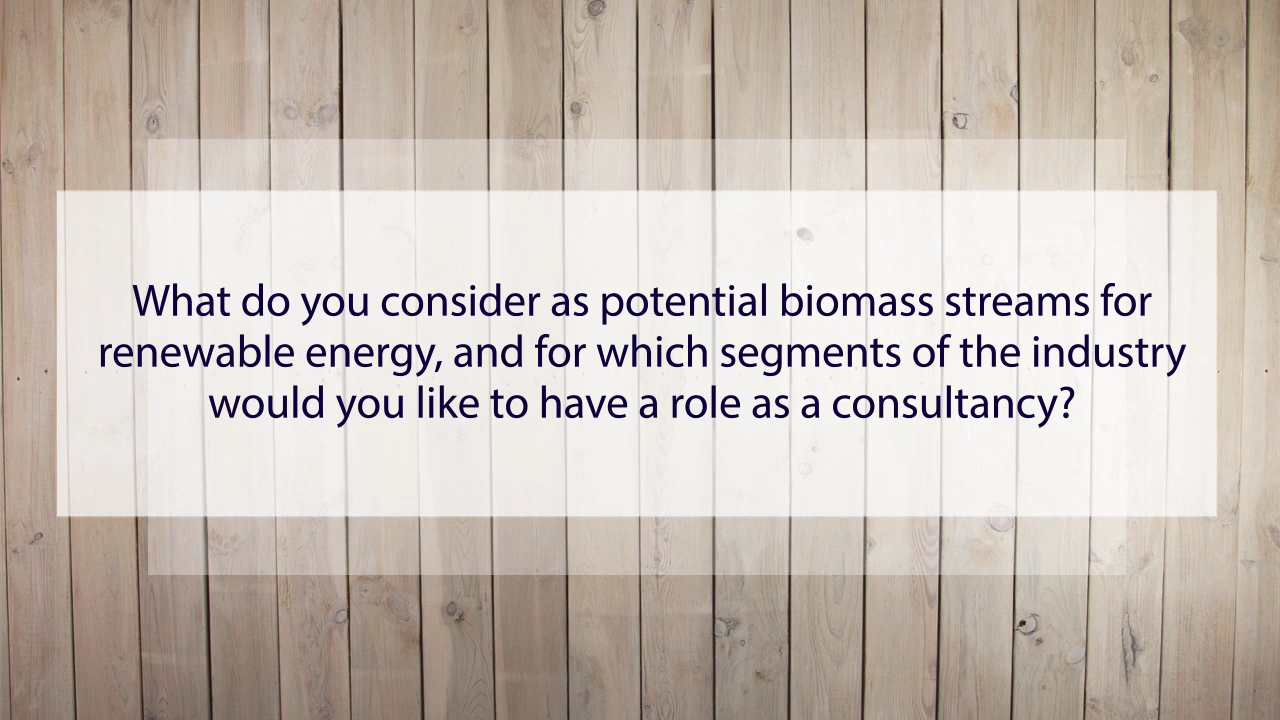 What do you consider as potential biomass streams for
renewable energy, and for which segments of the industry
would you like to have a role as a consultancy?